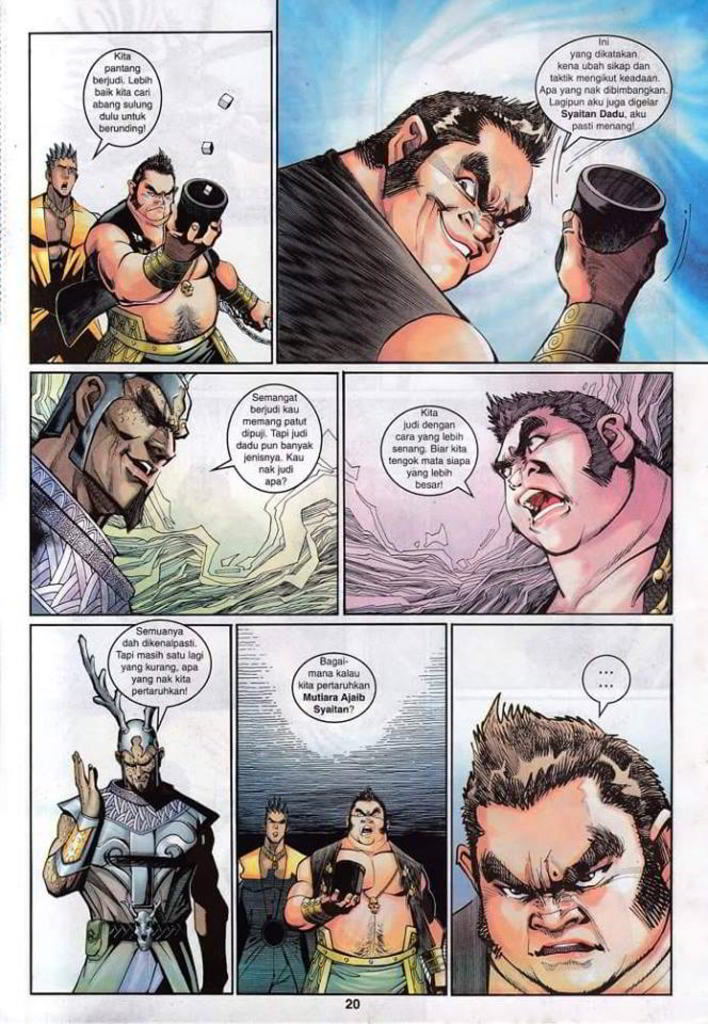 Kita
pantang
berjudi. Lebih
baik kita cari
abang sulung
dulu untuk
berunding!
Ini
yang dikatakan
kena ubah sikap dan
taktik mengikut keadaan.
Apa yang nak dibimbangkan.
Lagipun aku juga digelar
Syaitan Dadu, aku
pasti menang!
Semangat
berjudi kau
memang patut
dipuji. Tapi judi
dadu pun banyak
jenisnya. Kau
nak judi
apa?
Kita
judi dengan
cara yang lebih
senang. Biar kita
tengok mata siapa
yang lebih
besar!
Semuanya
dah dikenalpasti.
Tapi masih satu lagi
yang kurang, apa
yang nak kita
pertaruhkan!
Bagai-
mana kalau
kita pertaruhkan
Mutiara Ajaib
Syaitan?
...
...
20